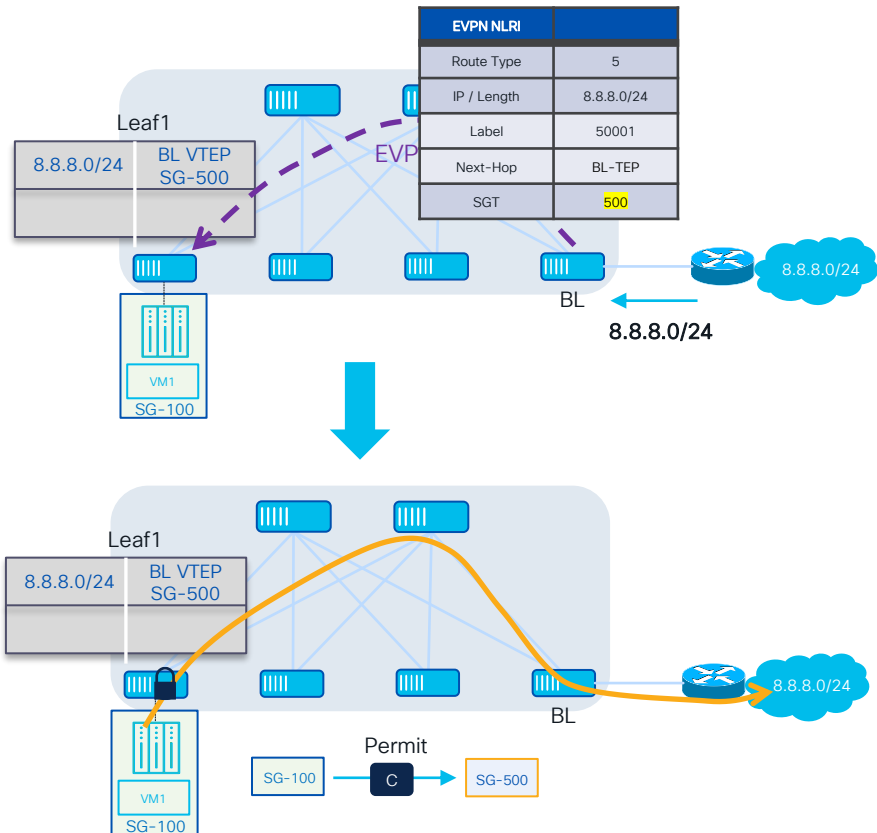 EVPN NLRI
Route Type 5
IP / Length 8.8.8.0/24
Label 50001
Next-Hop BL-TEP
SGT 500
Leaf1
8.8.8.0/24 BL VTEP
SG-500
EVP
8.8.8.0/24
BL
8.8.8.0/24
VM1
SG-100
Leaf1
8.8.8.0/24 BL VTEP
SG-500
8.8.8.0/24
BL
Permit
SG-100 C SG-500
VM1
SG-100